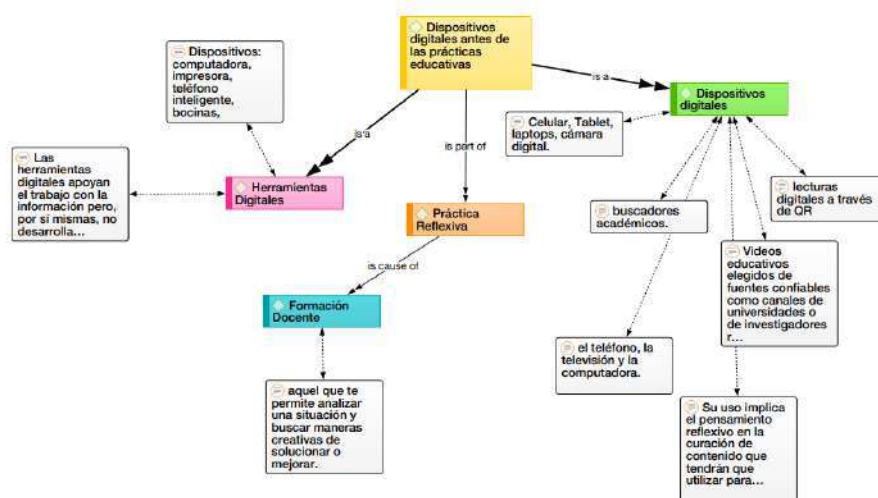 Dispositivos
digitales antes de
las prácticas
educativas
Dispositivos:
computadora,
impresora,
teléfono
inteligente,
bocinas,
is a
Dispositivos
digitales
Celular, Tablet,
laptops, cámara
digital.
is a
is part of
Las
herramientas
digitales apoyan
el trabajo con la
información pero,
por sí mismas, no
desarrolla...
Herramientas
Digitales
lecturas
digitales a través
de QR
buscadores
académicos.
Práctica
Reflexiva
Videos
educativos
elegidos de
fuentes confiables
como canales de
universidades o
de investigadores
r...
is cause of
Formación
Docente
el teléfono, la
televisión y la
computadora.
aquel que te
permite analizar
una situación y
buscar maneras
creativas de
solucionar o
mejorar.
Su uso implica
el pensamiento
reflexivo en la
curación de
contenido que
tendrán que
utilizar para...